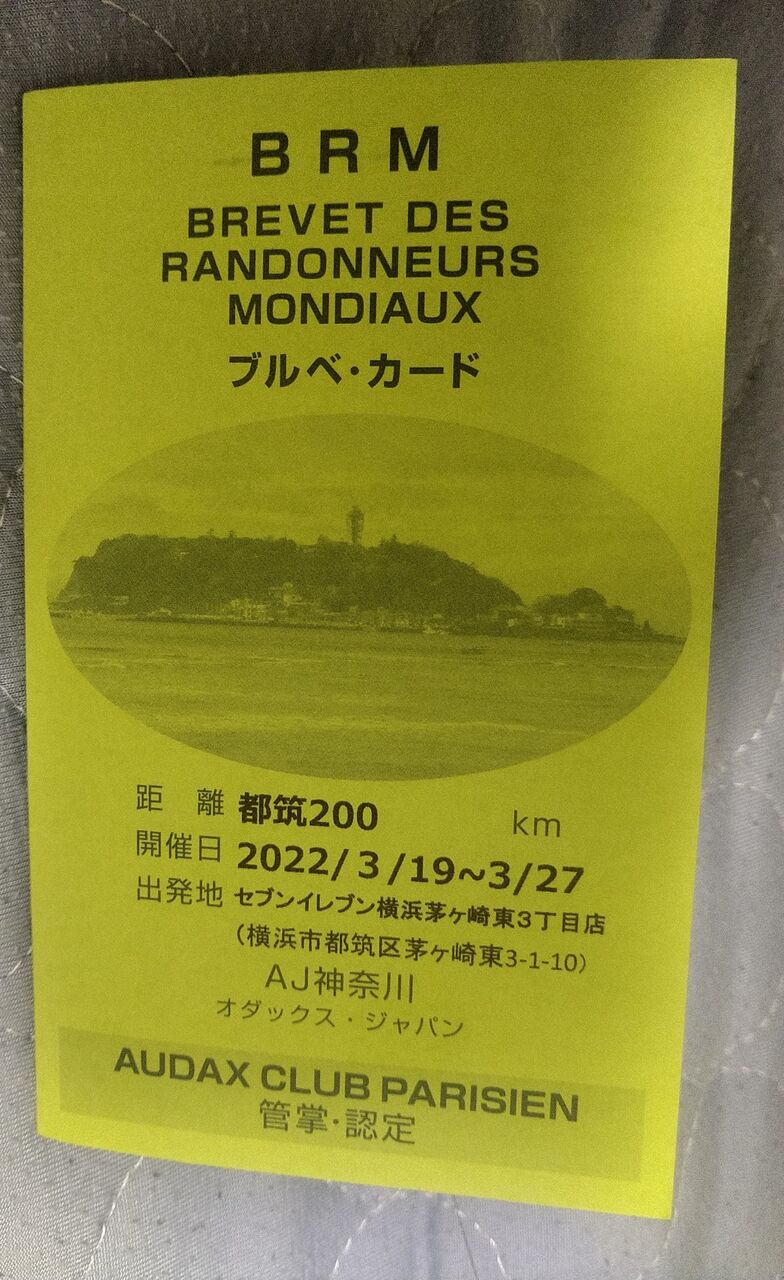 BRM
BREVET DES
RANDONNEURS
MONDIAUX
ブルベ・カード
距 離 都筑200 km
開催日 2022/3/19~3/27
出発地 セブンイレブン横浜茅ヶ崎東3丁目店
(横浜市都筑区茅ヶ崎東3-1-10)
AJ神奈川
オダックス・ジャパン
AUDAX CLUB PARISIEN
管掌・認定